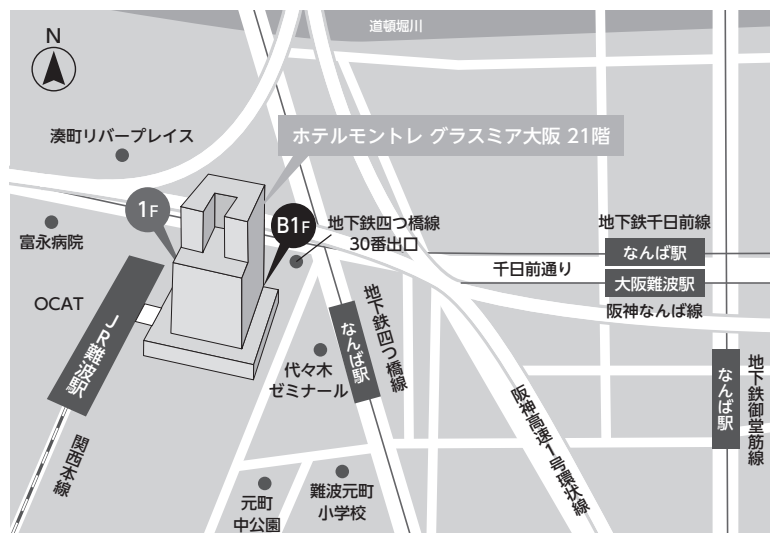 道頓堀川
N
湊町リバープレイス
ホテルモントレ グラスミア大阪 21階
1F
B1F
地下鉄四つ橋線
30番出口
富永病院
地下鉄千日前線
なんば駅
千日前通り
大阪難波駅
阪神なんば線
OCAT
JR難波駅
地下鉄四つ橋線
なんば駅
代々木
ゼミナール
なんば駅
地下鉄御堂筋線
阪神高速1号環状線
関西本線
元町
中公園
難波元町
小学校